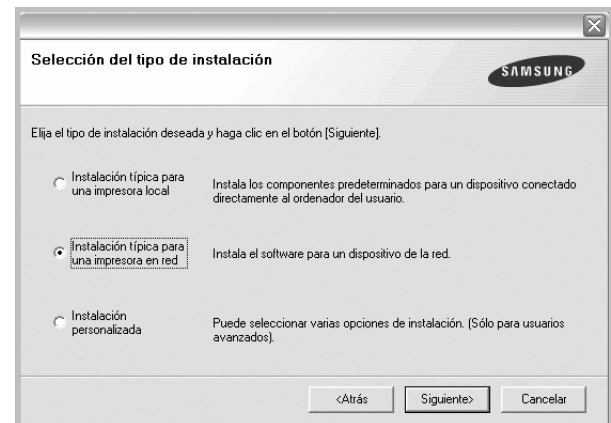 Selección del tipo de instalación
SAMSUNG
Elija el tipo de instalación deseada y haga clic en el botón [Siguiente].
Instalación típica para
una impresora local
Instala los componentes predeterminados para un dispositivo conectado
directamente al ordenador del usuario.
Instalación típica para
una impresora en red
Instala el software para un dispositivo de la red.
Instalación
personalizada
Puede seleccionar varias opciones de instalación. (Sólo para usuarios
avanzados).
<Atrás
Siguiente>
Cancelar